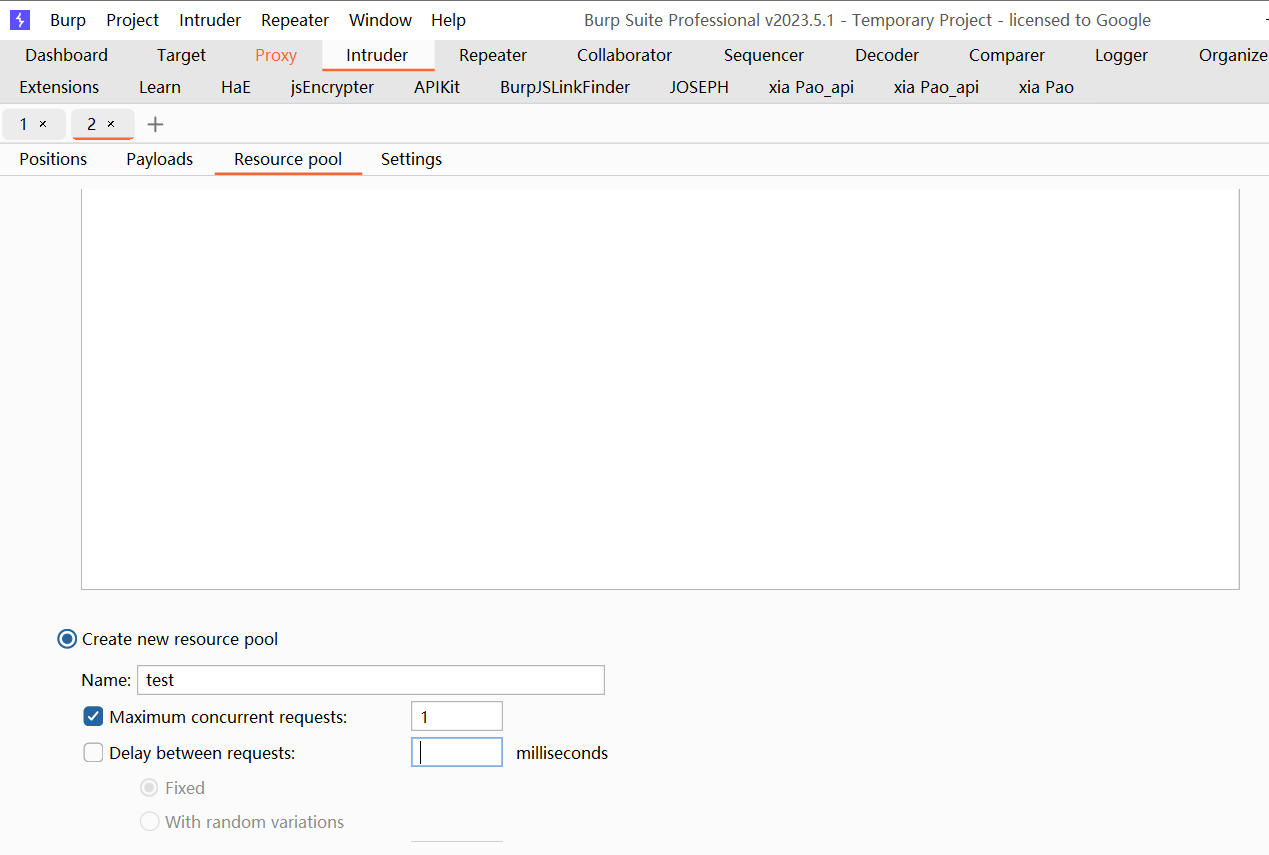 Burp Project Intruder Repeater Window Help Burp Suite Professional v2023.5.1 - Temporary Project - licensed to Google
Dashboard Target Proxy Intruder Repeater Collaborator Sequencer Decoder Comparer Logger Organize
Extensions Learn HaE jsEncrypter APIKit BurpJSLinkFinder JOSEPH xia Pao_api xia Pao_api xia Pao
1 × 2 × +
Positions Payloads Resource pool Settings
Create new resource pool
Name: test
Maximum concurrent requests: 1
Delay between requests: milliseconds
Fixed
With random variations